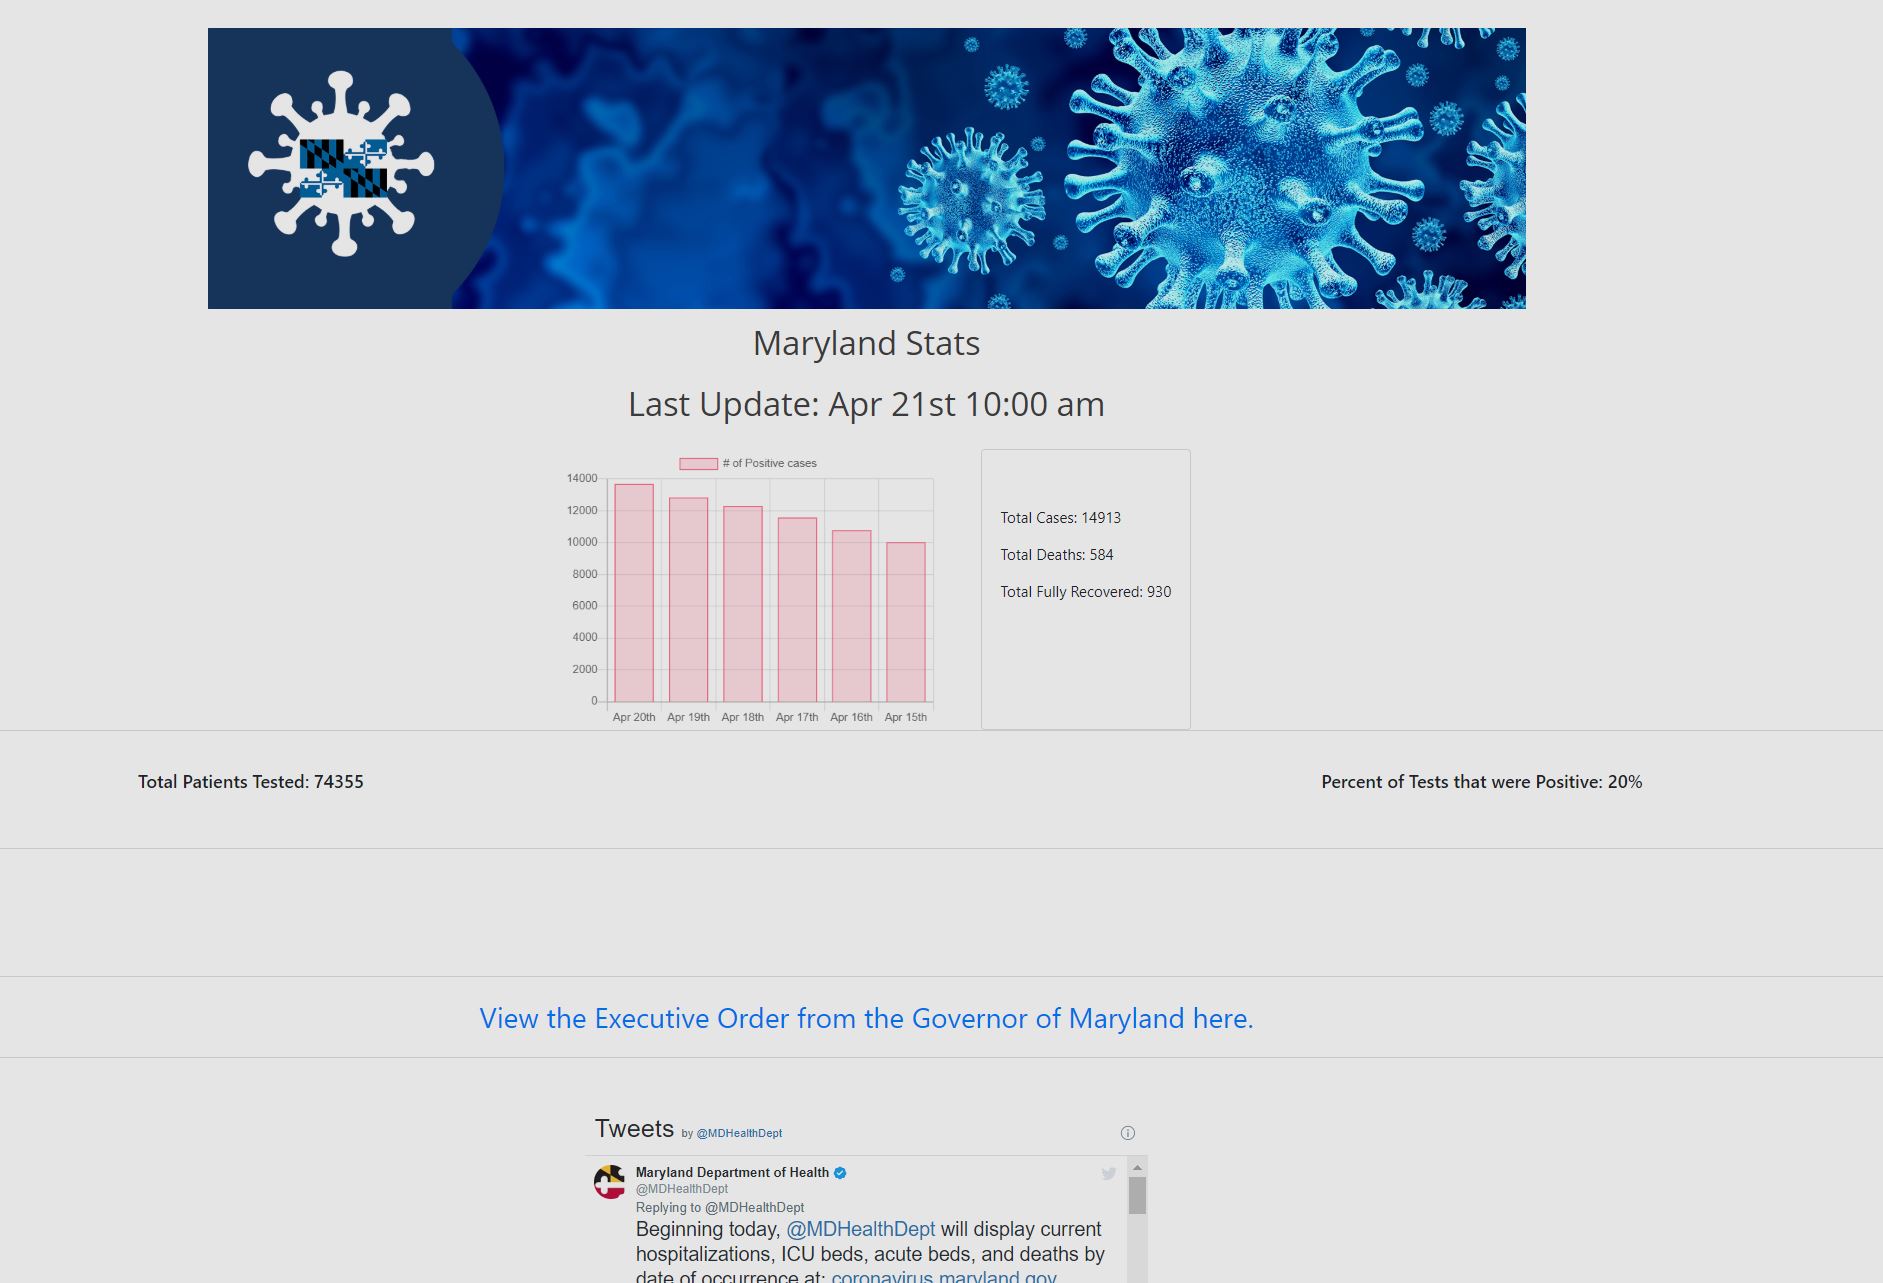 Maryland Stats
Last Update: Apr 21st 10:00 am
# of Positive cases
14000
12000
10000
8000
6000
4000
2000
0
Apr 20th Apr 19th Apr 18th Apr 17th Apr 16th Apr 15th
Total Cases: 14913
Total Deaths: 584
Total Fully Recovered: 930
Total Patients Tested: 74355
Percent of Tests that were Positive: 20%
View the Executive Order from the Governor of Maryland here.
Tweets by @MDHealthDept
Maryland Department of Health
@MDHealthDept
Replying to @MDHealthDept
Beginning today, @MDHealthDept will display current
hospitalizations, ICU beds, acute beds, and deaths by
date of occurrence at: coronavirus.maryland.gov